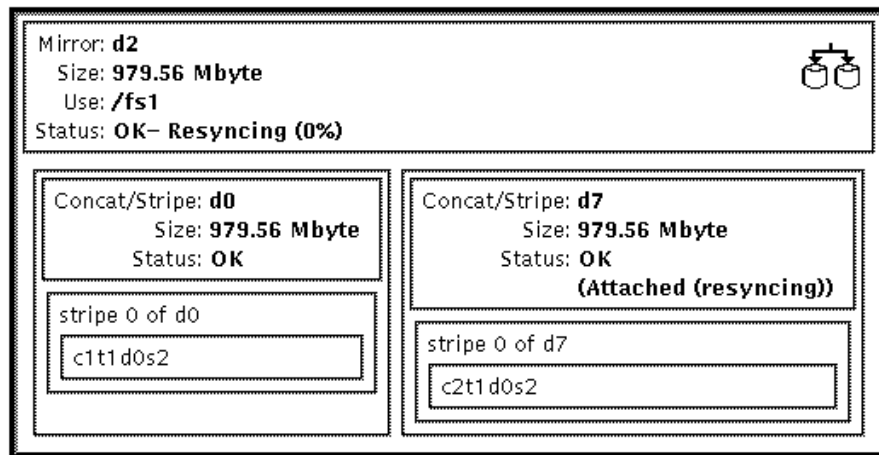 Mirror: d2
Size: 979.56 Mbyte
Use: /fs1
Status: OK– Resyncing (0%)
Concat/Stripe: d0
Size: 979.56 Mbyte
Status: OK
stripe 0 of d0
c1t1d0s2
Concat/Stripe: d7
Size: 979.56 Mbyte
Status: OK
(Attached (resyncing))
stripe 0 of d7
c2t1d0s2